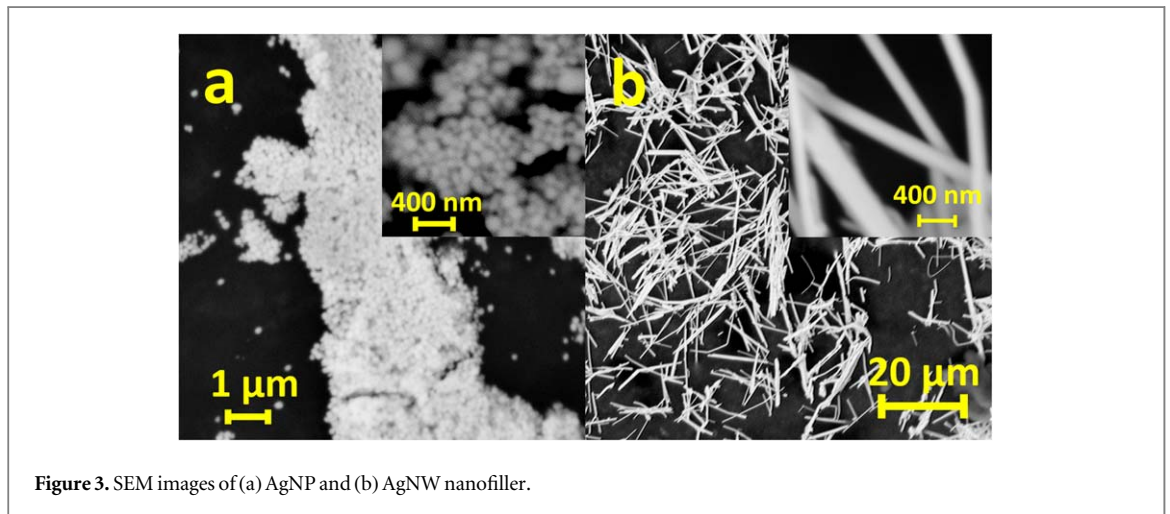 a
400 nm
1 µm
b
400 nm
20 µm
Figure 3. SEM images of (a) AgNP and (b) AgNW nanofiller.